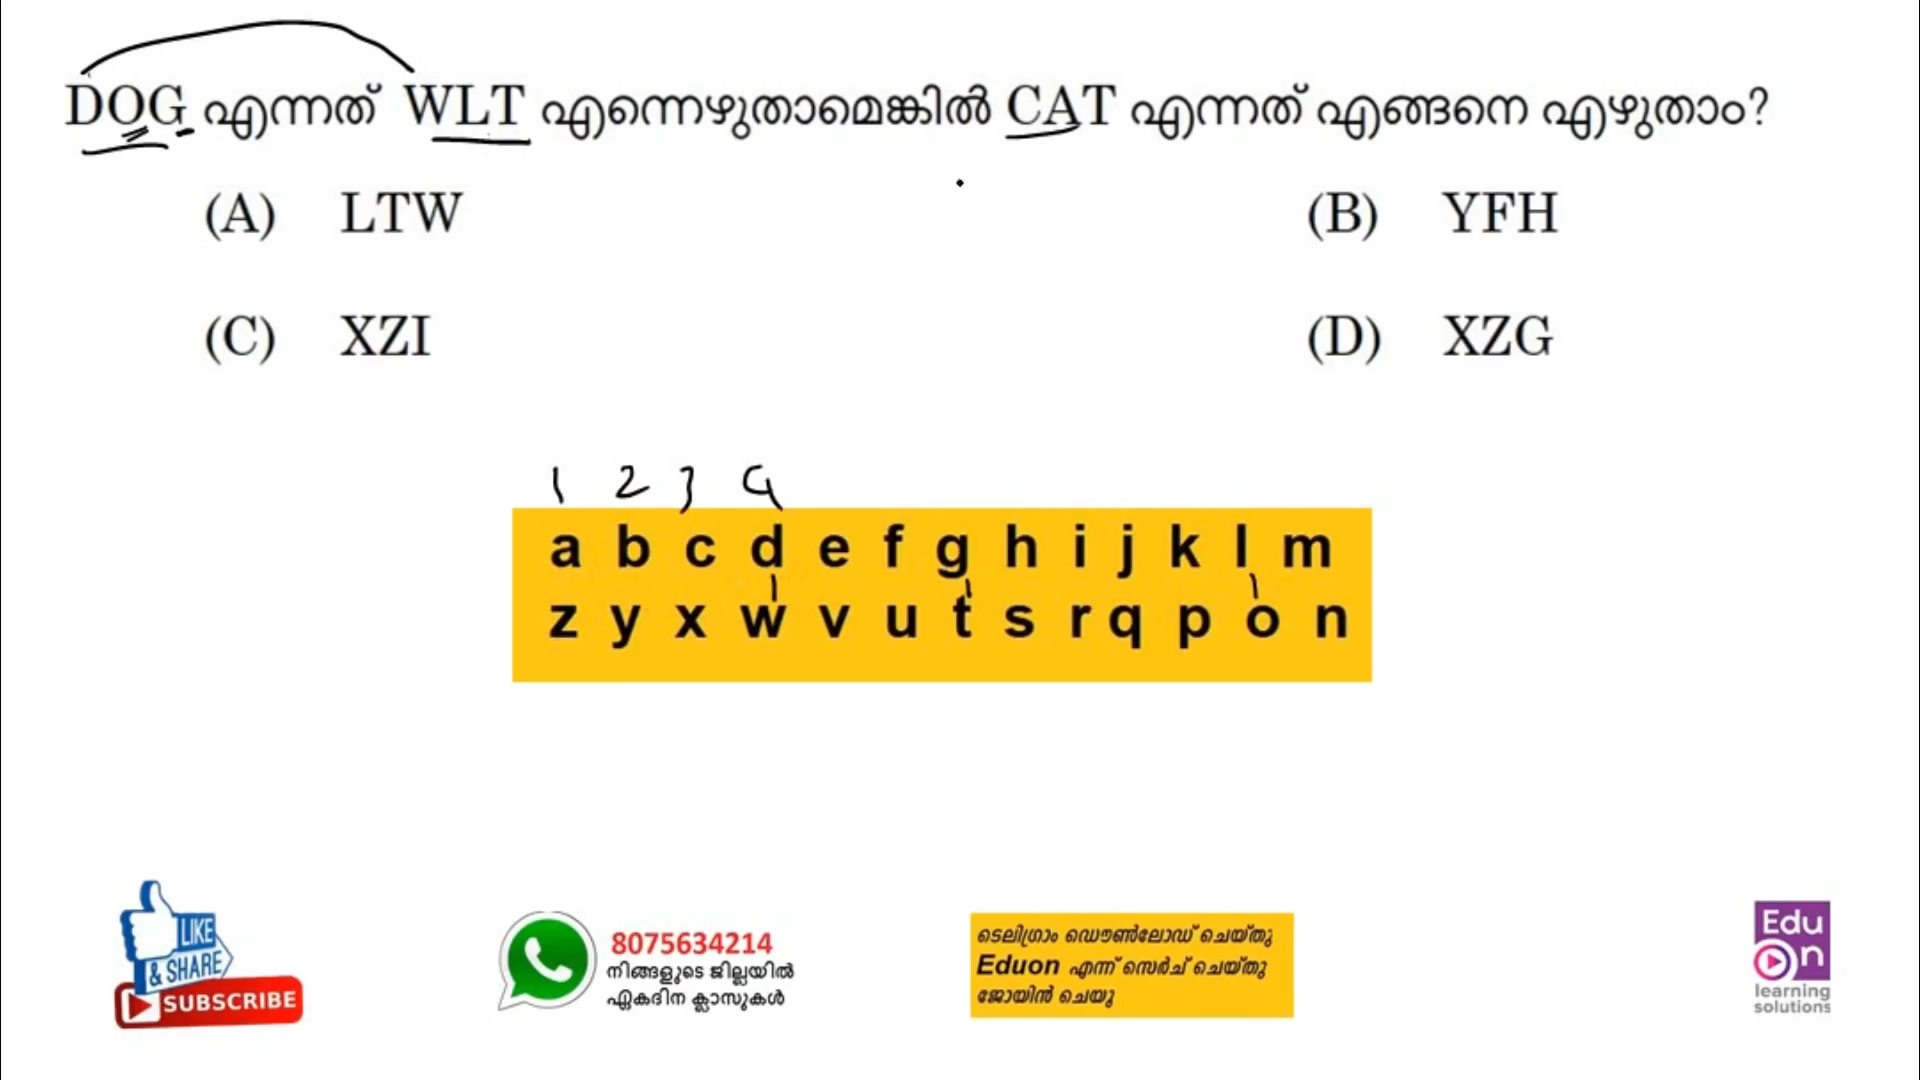 DOG എന്നത് WLT എന്നെഴുതാമെങ്കിൽ CAT എന്നത് എങ്ങനെ എഴുതാം?
(A) LTW (B) YFH
(C) XZI (D) XZG
1 2 3 4
a b c d e f g h i j k l m
z y x w v u t s r q p o n
LIKE
& SHARE
SUBSCRIBE
8075634214
നിങ്ങളുടെ ജില്ലയിൽ
ഏകദിന ക്ലാസുകൾ
ടെലിഗ്രാം ഡൌൺലോഡ് ചെയ്തു
Eduon എന്ന് സെർച് ചെയ്തു
ജോയിൻ ചെയൂ
Edu
On
learning
solutions